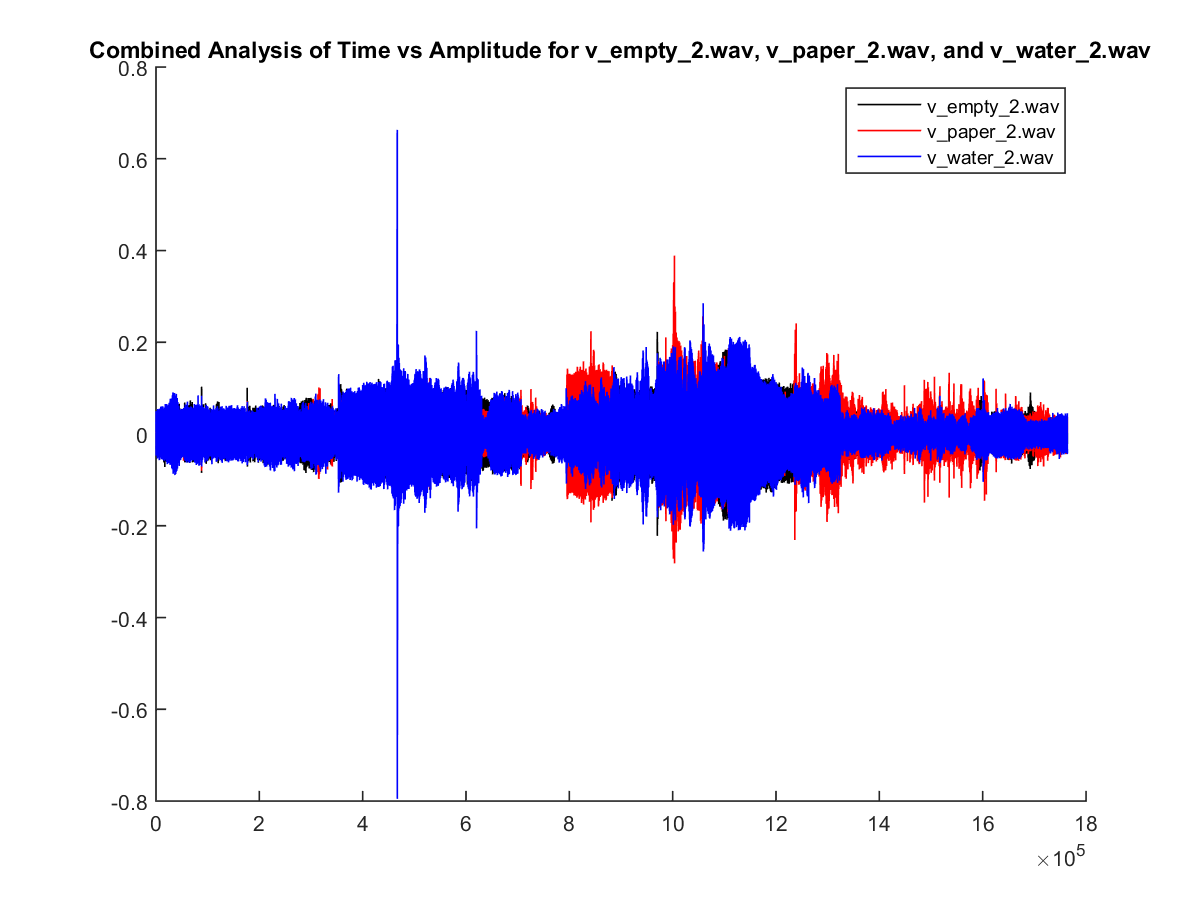 Combined Analysis of Time vs Amplitude for v_empty_2.wav, v_paper_2.wav, and v_water_2.wav
v_empty_2.wav
v_paper_2.wav
v_water_2.wav
0.8
0.6
0.4
0.2
0
-0.2
-0.4
-0.6
-0.8
0 2 4 6 8 10 12 14 16 18
×10^5